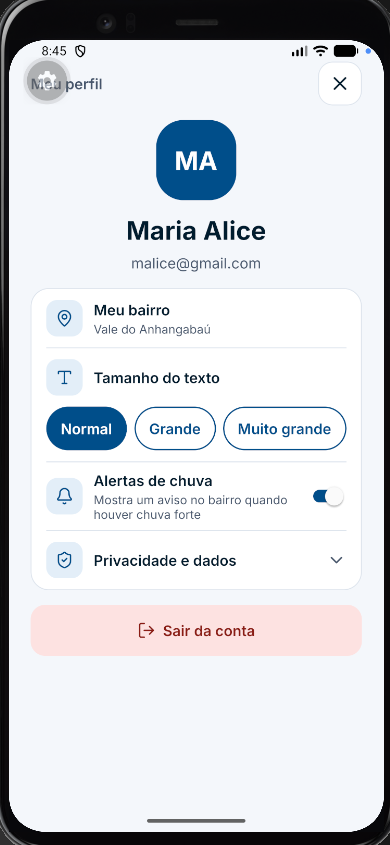 8:45
Meu perfil
MA
Maria Alice
malice@gmail.com
Meu bairro
Vale do Anhangabaú
Tamanho do texto
Normal
Grande
Muito grande
Alertas de chuva
Mostra um aviso no bairro quando
houver chuva forte
Privacidade e dados
Sair da conta